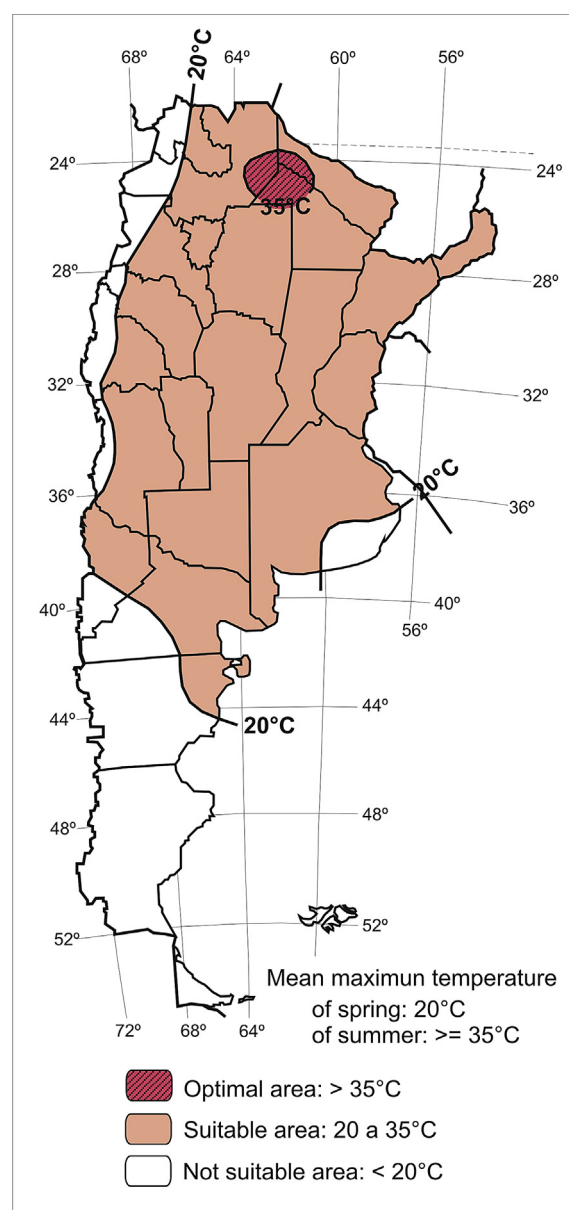 68º
20°C
64º
60º
56º
24º
24º
35°C
28º
28º
32º
32º
20°C
36º
36º
40º
40º
56º
44º
20°C
44º
48º
48º
52º
52º
Mean maximun temperature
of spring: 20°C
of summer: >= 35°C
72º
68º
64º
Optimal area: > 35°C
Suitable area: 20 a 35°C
Not suitable area: < 20°C